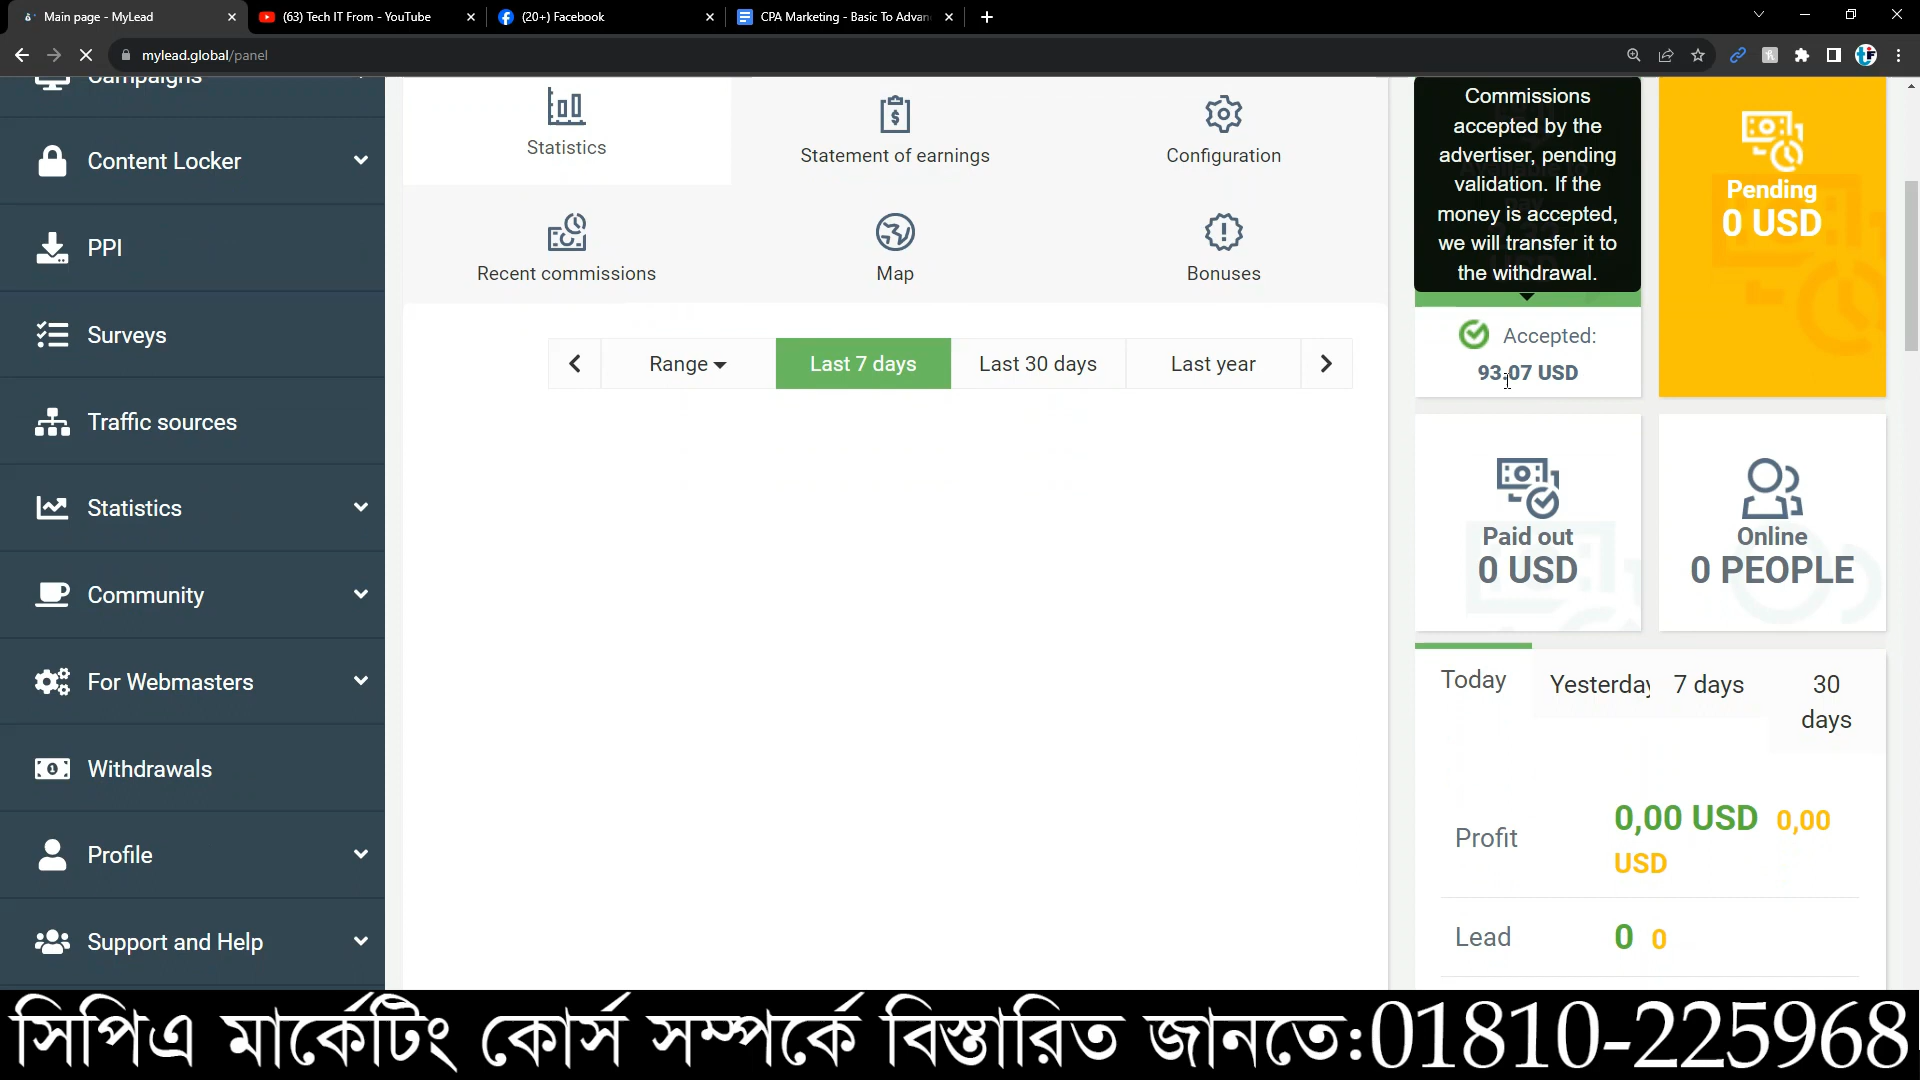 Main page - MyLead
(63) Tech IT From - YouTube
(20+) Facebook
CPA Marketing - Basic To Advan
mylead.global/panel
Campaigns
Content Locker
PPI
Surveys
Traffic sources
Statistics
Community
For Webmasters
Withdrawals
Profile
Support and Help
Statistics
Statement of earnings
Configuration
Recent commissions
Map
Bonuses
Range
Last 7 days
Last 30 days
Last year
Commissions
accepted by the
advertiser, pending
validation. If the
money is accepted,
we will transfer it to
the withdrawal.
Accepted:
93.07 USD
Pending
0 USD
Paid out
0 USD
Online
0 PEOPLE
Today
Yesterday
7 days
30
days
Profit
0,00 USD 0,00
USD
Lead
0 0
সিপিএ মার্কেটিং কোর্স সম্পর্কে বিস্তারিত জানতে:01810-225968